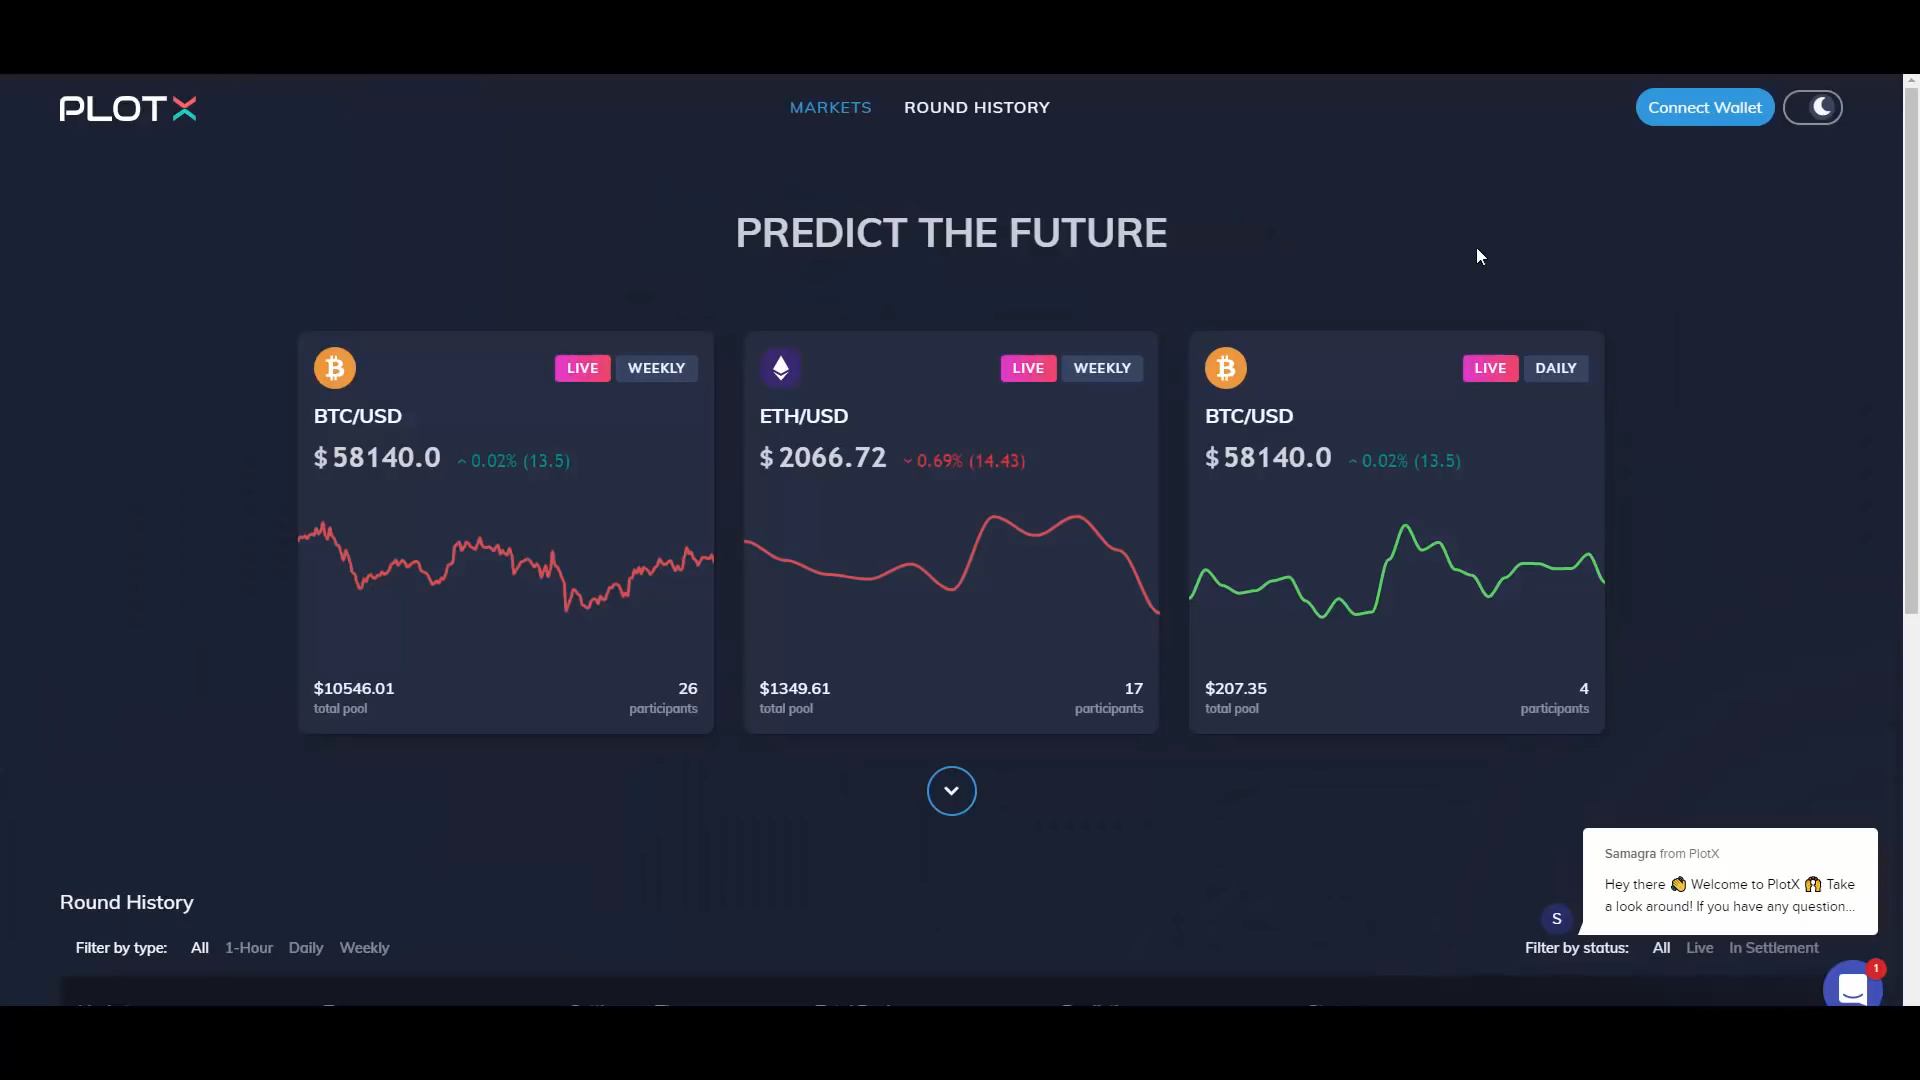 PLOTX
MARKETS
ROUND HISTORY
Connect Wallet
PREDICT THE FUTURE
LIVE WEEKLY
BTC/USD
$58140.0 0.02% (13.5)
$10546.01 26
total pool participants
LIVE WEEKLY
ETH/USD
$2066.72 0.69% (14.43)
$1349.61 17
total pool participants
LIVE DAILY
BTC/USD
$58140.0 0.02% (13.5)
$207.35 4
total pool participants
Samagra from PlotX
Hey there 👏 Welcome to PlotX 🙌 Take
a look around! If you have any question...
S
Round History
Filter by type: All 1-Hour Daily Weekly
Filter by status: All Live In Settlement
1